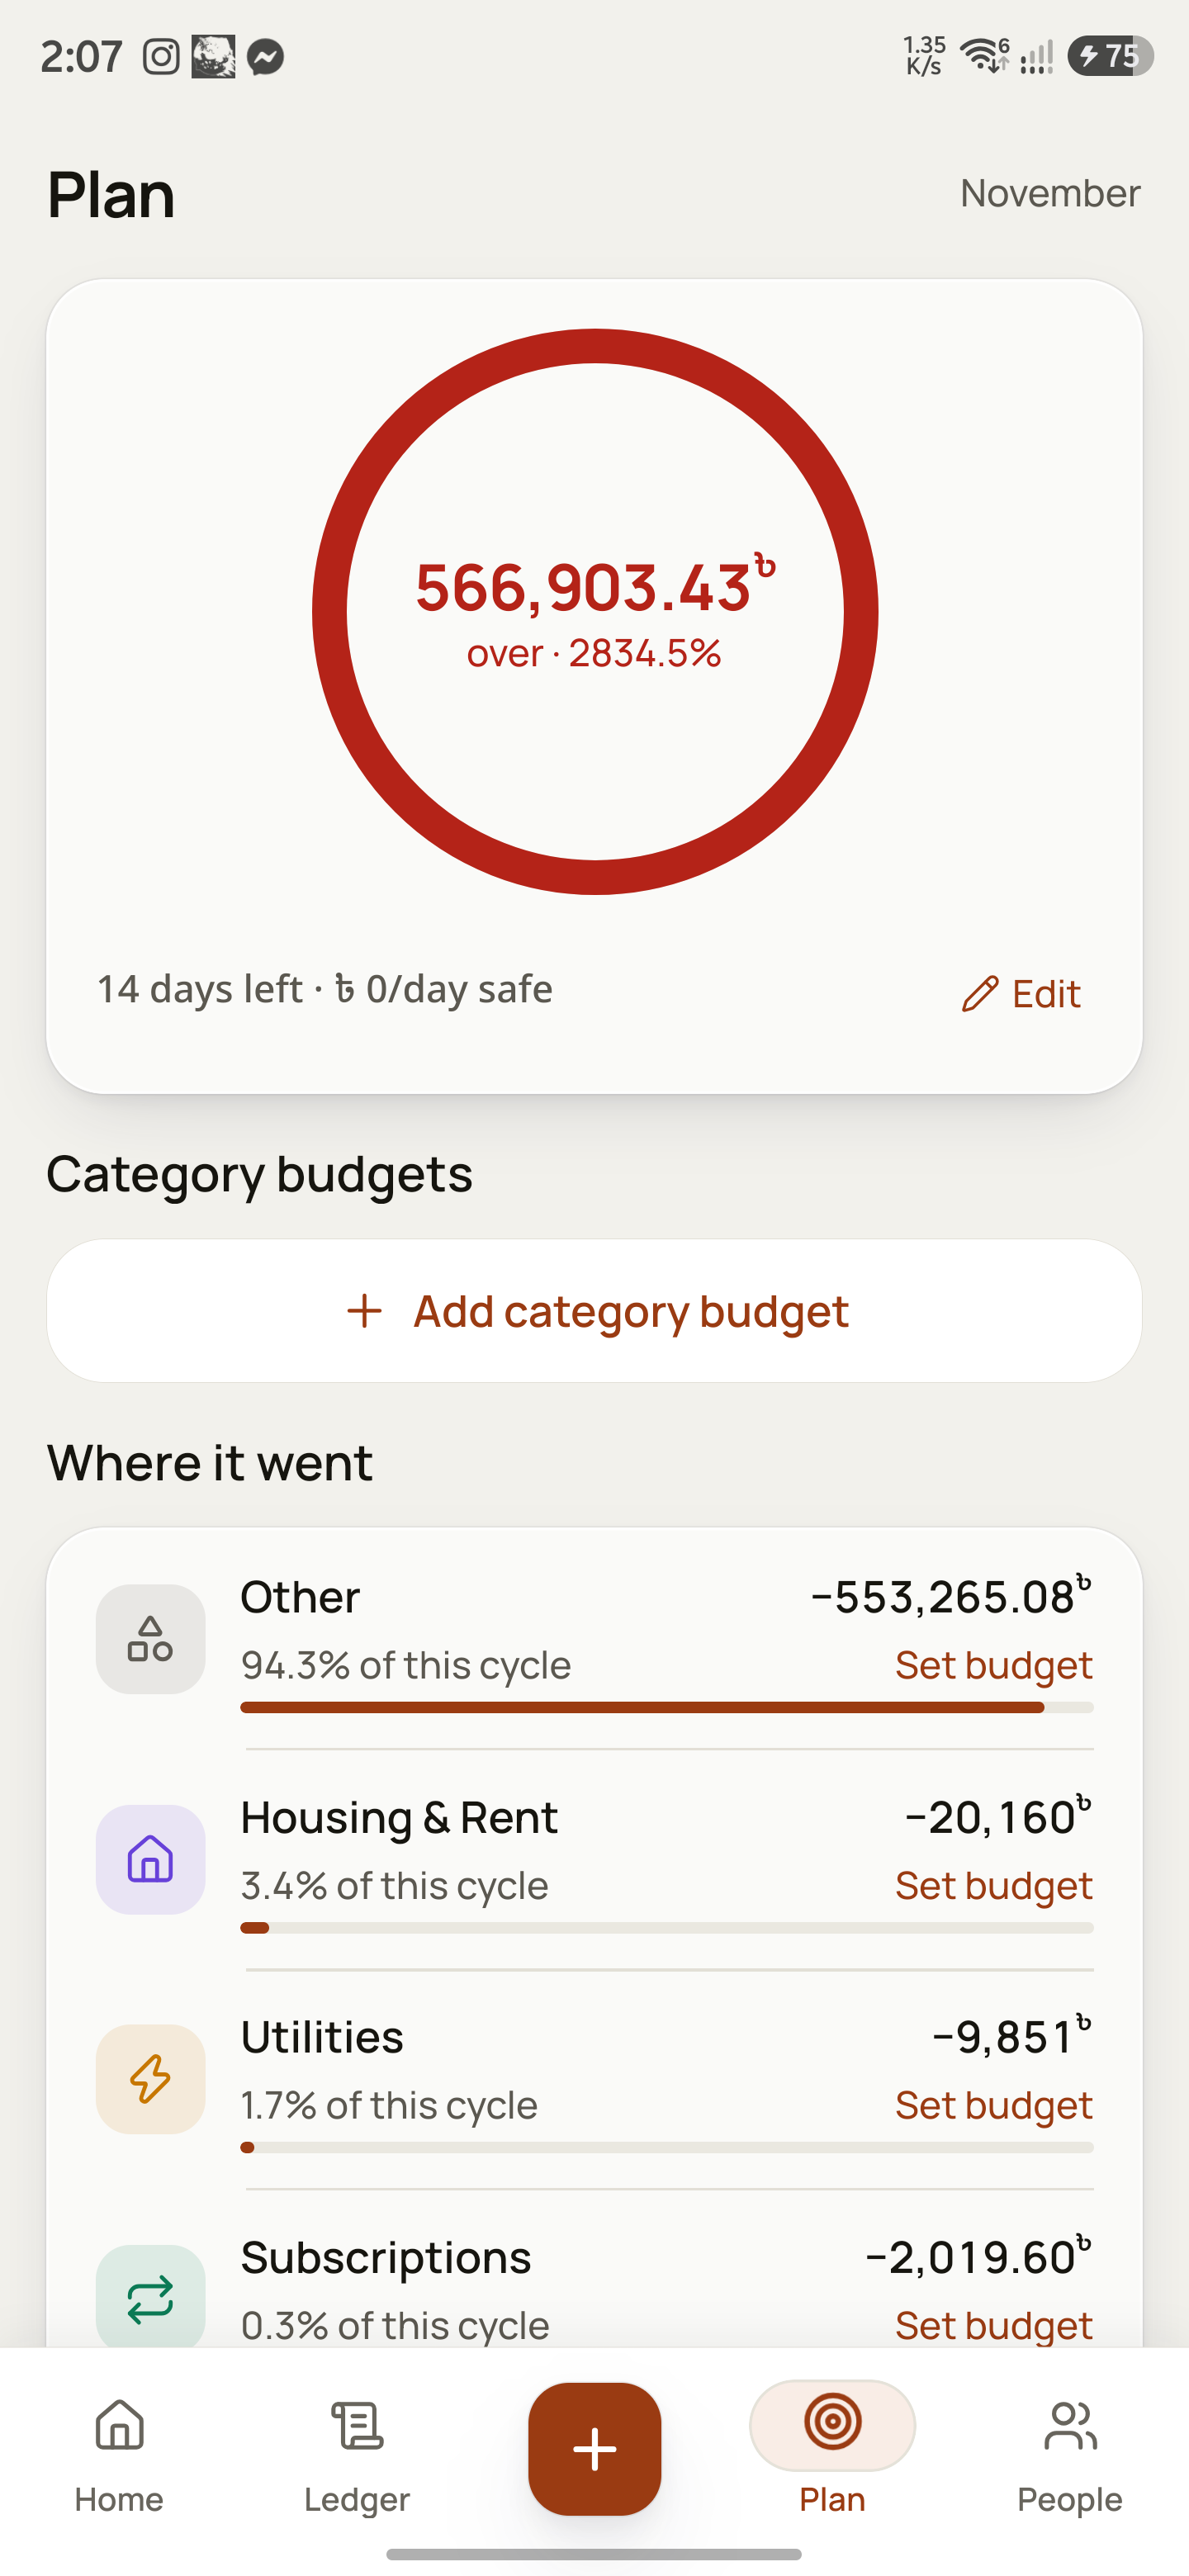 2:07
1.35 K/s
6
75
Plan
November
566,903.43৳
over · 2834.5%
14 days left · ৳ 0/day safe
Edit
Category budgets
+ Add category budget
Where it went
Other −553,265.08৳
94.3% of this cycle Set budget
Housing & Rent −20,160৳
3.4% of this cycle Set budget
Utilities −9,851৳
1.7% of this cycle Set budget
Subscriptions −2,019.60৳
0.3% of this cycle Set budget
Home Ledger Plan People